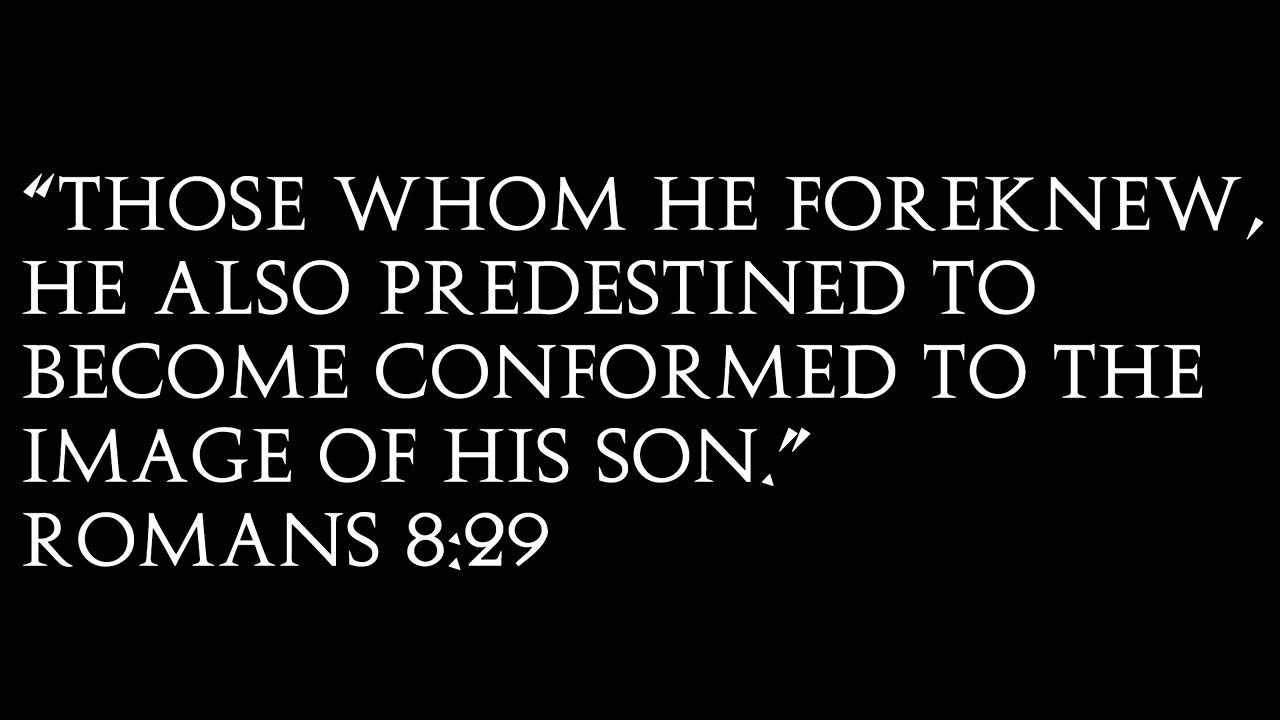 “THOSE WHOM HE FOREKNEW,
HE ALSO PREDESTINED TO
BECOME CONFORMED TO THE
IMAGE OF HIS SON.”
ROMANS 8:29